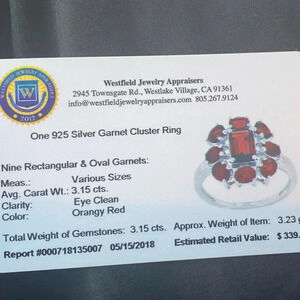 Westfield Jewelry Appraisers
2945 Townsgate Rd., Westlake Village, CA 91361
info@westfieldjewelryappraisers.com 805.267.9124
2017
One 925 Silver Garnet Cluster Ring
Nine Rectangular & Oval Garnets:
Meas.: Various Sizes
Avg. Carat Wt.: 3.15 cts.
Clarity: Eye Clean
Color: Orangy Red
Total Weight of Gemstones: 3.15 cts. Approx. Weight of Item: 3.23
Report #000718135007 05/15/2018 Estimated Retail Value: $ 339.